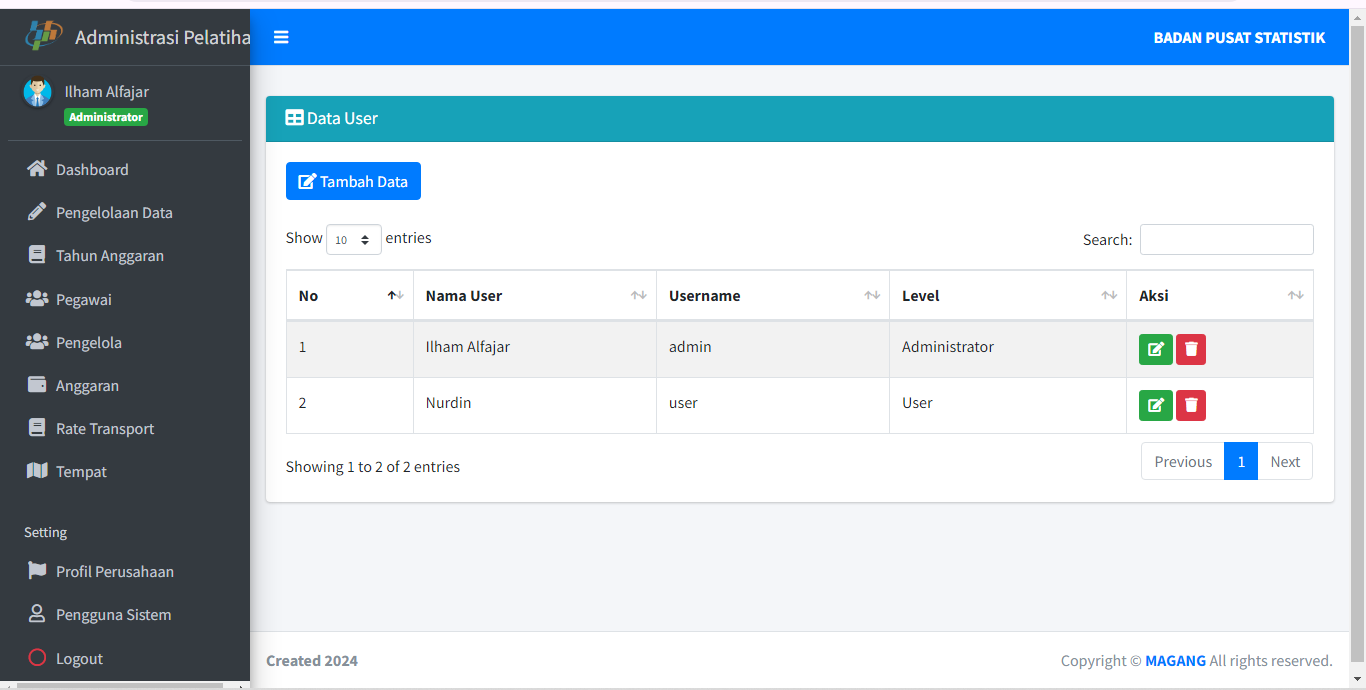 Administrasi Pelatiha
BADAN PUSAT STATISTIK
Ilham Alfajar
Administrator
Dashboard
Pengelolaan Data
Tahun Anggaran
Pegawai
Pengelola
Anggaran
Rate Transport
Tempat
Setting
Profil Perusahaan
Pengguna Sistem
Logout
Data User
Tambah Data
Show 10 entries
Search:
No Nama User Username Level Aksi
1 Ilham Alfajar admin Administrator
2 Nurdin user User
Showing 1 to 2 of 2 entries
Previous 1 Next
Created 2024
Copyright © MAGANG All rights reserved.